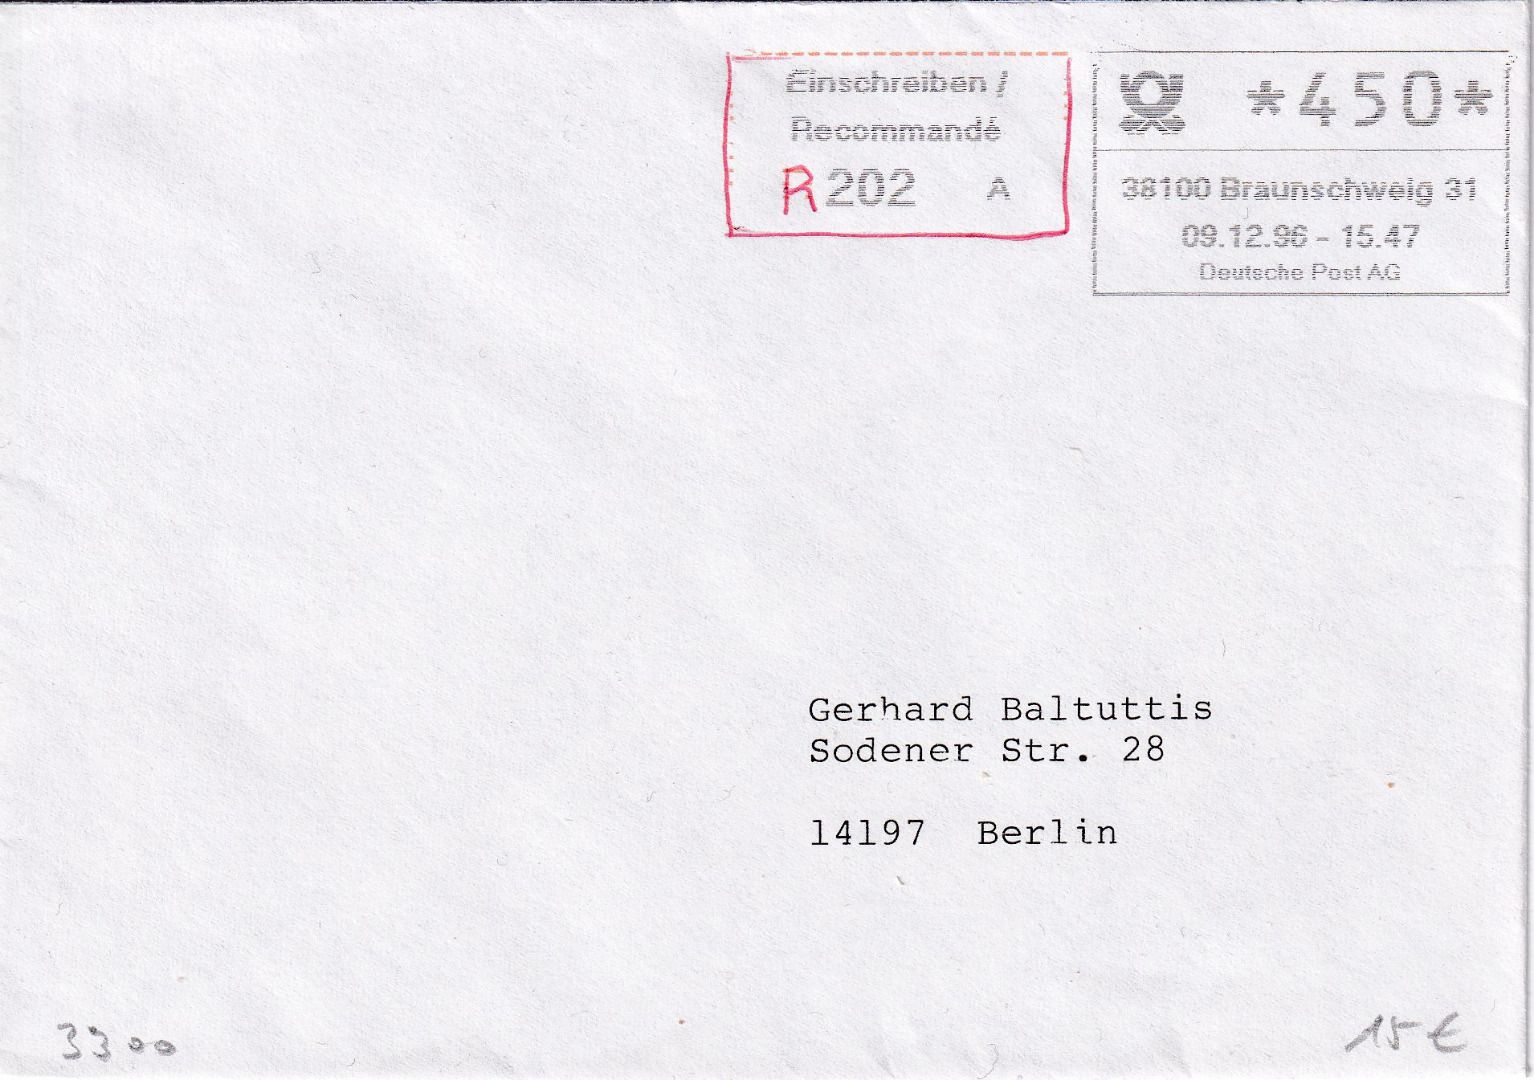 Einschreiben /
Recommandé
R 202 A
*450*
38100 Braunschweig 31
09.12.96 - 15.47
Deutsche Post AG
Gerhard Baltuttis
Sodener Str. 28
14197 Berlin
3300
15 €